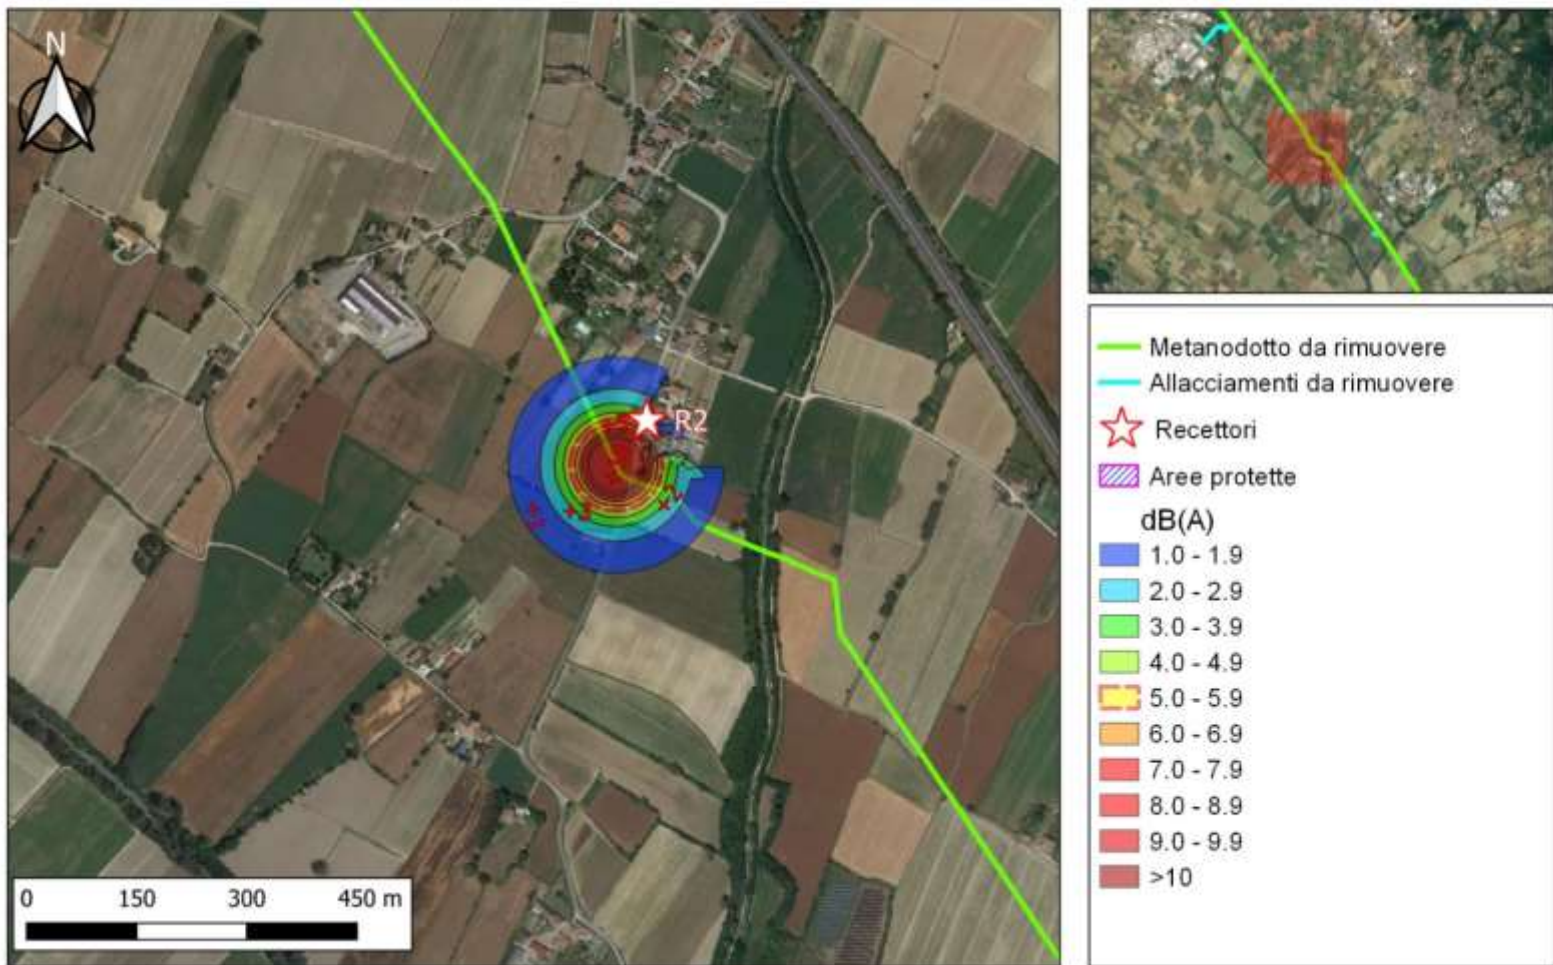 N
R2
0 150 300 450 m
Metanodotto da rimuovere
Allacciamenti da rimuovere
Recettori
Aree protette
dB(A)
1.0 - 1.9
2.0 - 2.9
3.0 - 3.9
4.0 - 4.9
5.0 - 5.9
6.0 - 6.9
7.0 - 7.9
8.0 - 8.9
9.0 - 9.9
>10